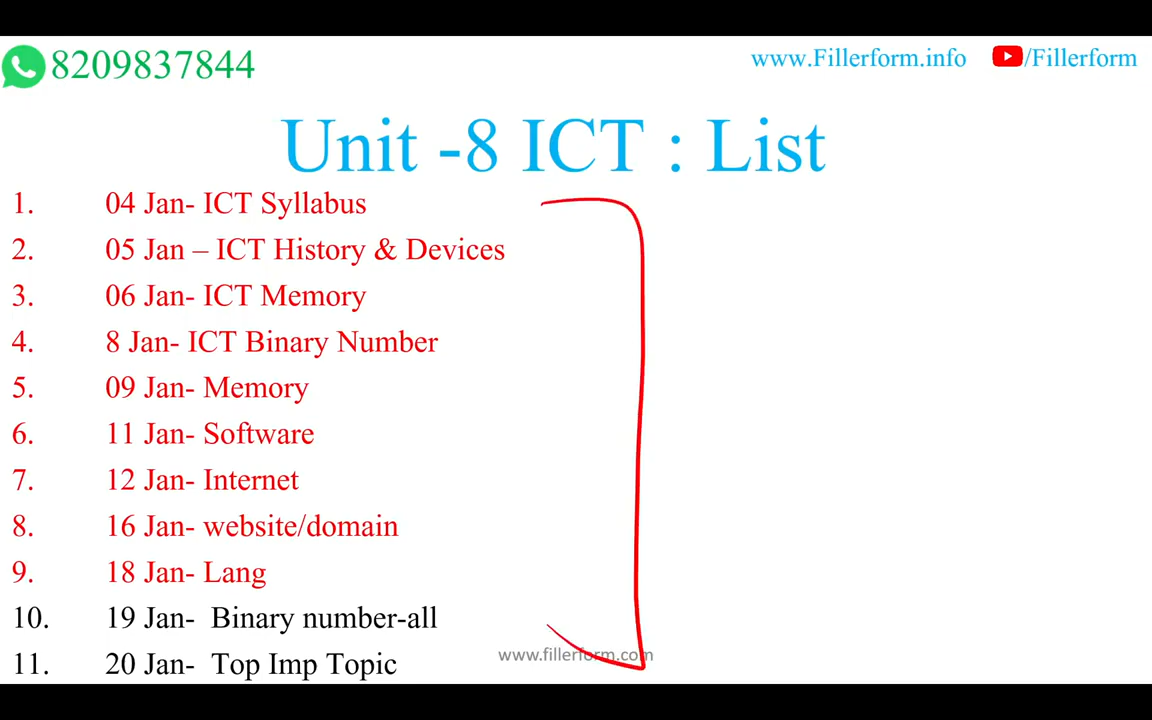 8209837844
www.Fillerform.info /Fillerform
Unit -8 ICT : List
1. 04 Jan- ICT Syllabus
2. 05 Jan – ICT History & Devices
3. 06 Jan- ICT Memory
4. 8 Jan- ICT Binary Number
5. 09 Jan- Memory
6. 11 Jan- Software
7. 12 Jan- Internet
8. 16 Jan- website/domain
9. 18 Jan- Lang
10. 19 Jan- Binary number-all
11. 20 Jan- Top Imp Topic
www.fillerform.com